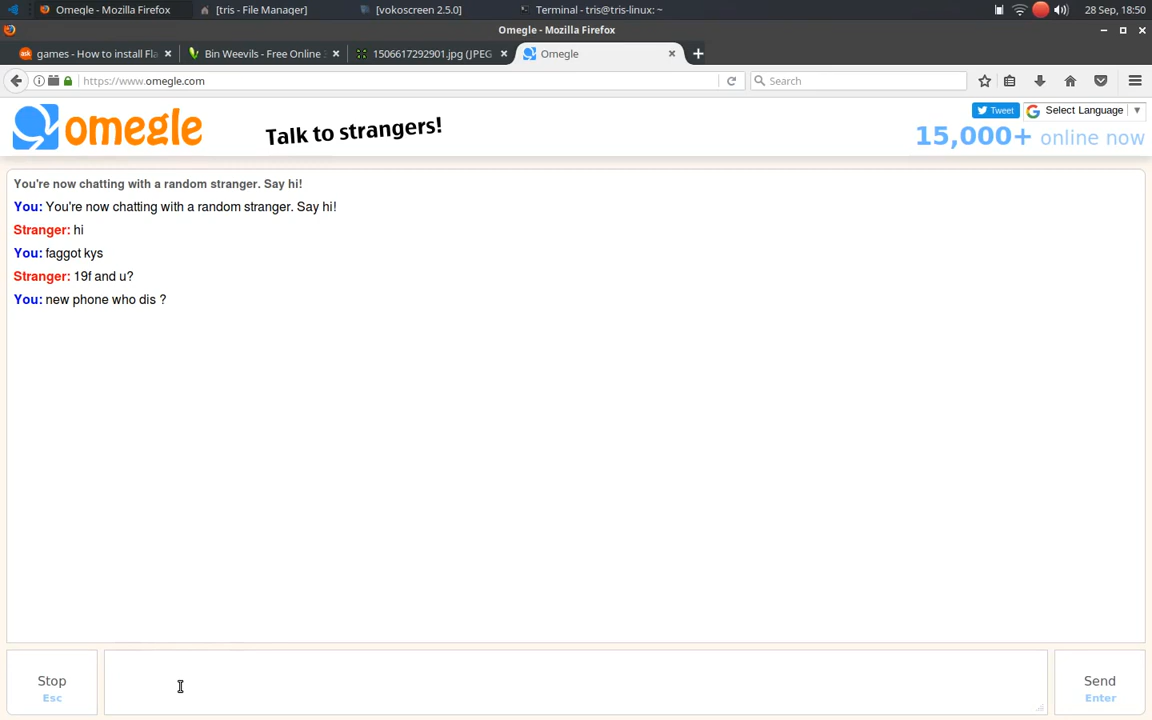 Omegle - Mozilla Firefox
[tris - File Manager]
[vokoscreen 2.5.0]
Terminal - tris@tris-linux: ~
28 Sep, 18:50
Omegle - Mozilla Firefox
games - How to install Fla
Bin Weevils - Free Online
1506617292901.jpg (JPEG
Omegle
https://www.omegle.com
Search
omegle
Talk to strangers!
Tweet
Select Language
15,000+ online now
You're now chatting with a random stranger. Say hi!
You: You're now chatting with a random stranger. Say hi!
Stranger: hi
You: faggot kys
Stranger: 19f and u?
You: new phone who dis ?
Stop
Esc
Send
Enter